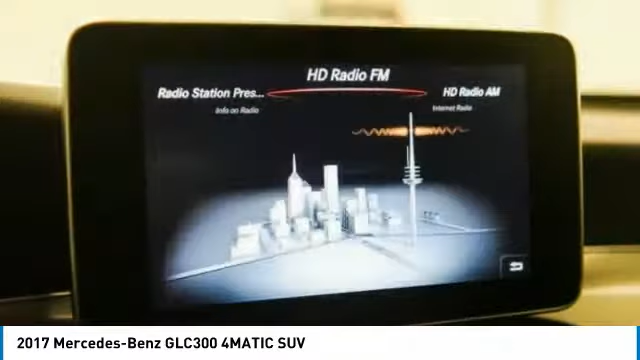 HD Radio FM
Radio Station Pres...
HD Radio AM
Info on Radio
Internet Radio
2017 Mercedes-Benz GLC300 4MATIC SUV